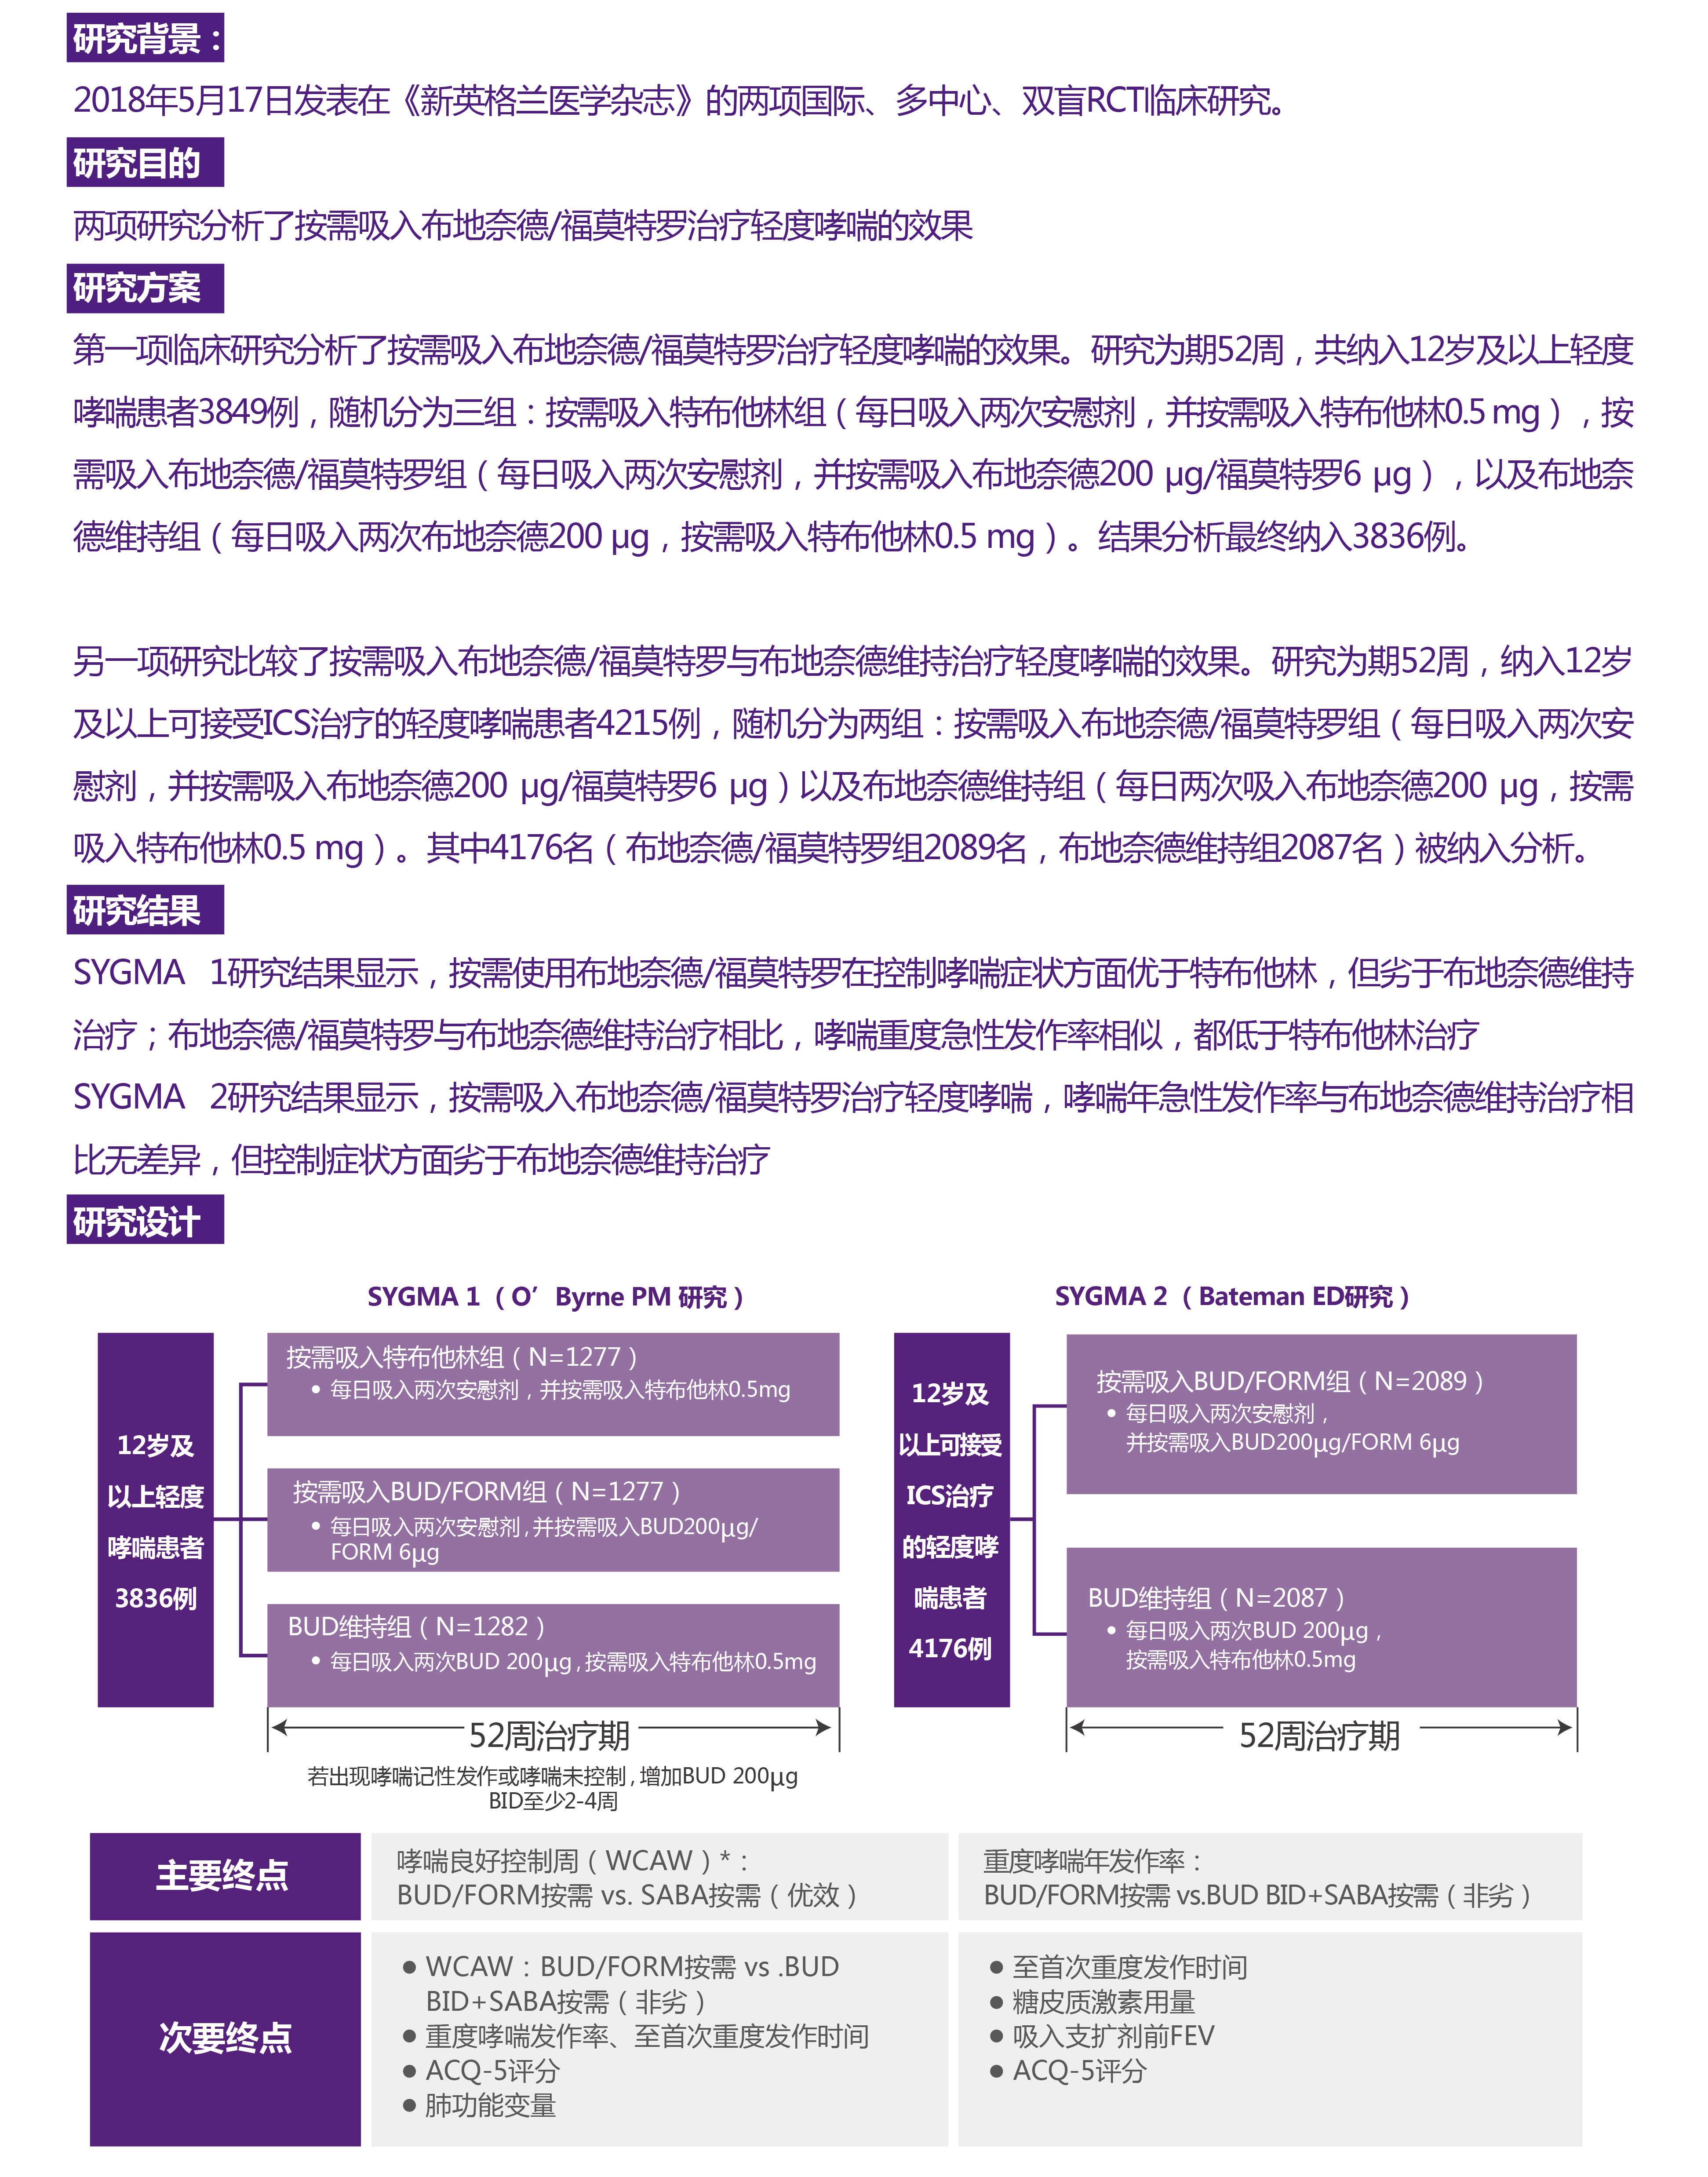 研究背景：
2018年5月17日发表在《新英格兰医学杂志》的两项国际、多中心、双盲RCT临床研究。
研究目的
两项研究分析了按需吸入布地奈德/福莫特罗治疗轻度哮喘的效果
研究方案
第一项临床研究分析了按需吸入布地奈德/福莫特罗治疗轻度哮喘的效果。研究为期52周，共纳入12岁及以上轻度
哮喘患者3849例，随机分为三组：按需吸入特布他林组（每日吸入两次安慰剂，并按需吸入特布他林0.5 mg），按
需吸入布地奈德/福莫特罗组（每日吸入两次安慰剂，并按需吸入布地奈德200 μg/福莫特罗6 μg），以及布地奈
德维持组（每日吸入两次布地奈德200 μg，按需吸入特布他林0.5 mg）。结果分析最终纳入3836例。
另一项研究比较了按需吸入布地奈德/福莫特罗与布地奈德维持治疗轻度哮喘的效果。研究为期52周，纳入12岁
及以上可接受ICS治疗的轻度哮喘患者4215例，随机分为两组：按需吸入布地奈德/福莫特罗组（每日吸入两次安
慰剂，并按需吸入布地奈德200 μg/福莫特罗6 μg）以及布地奈德维持组（每日两次吸入布地奈德200 μg，按需
吸入特布他林0.5 mg）。其中4176名（布地奈德/福莫特罗组2089名，布地奈德维持组2087名）被纳入分析。
研究结果
SYGMA 1研究结果显示，按需使用布地奈德/福莫特罗在控制哮喘症状方面优于特布他林，但劣于布地奈德维持
治疗；布地奈德/福莫特罗与布地奈德维持治疗相比，哮喘重度急性发作率相似，都低于特布他林治疗
SYGMA 2研究结果显示，按需吸入布地奈德/福莫特罗治疗轻度哮喘，哮喘年急性发作率与布地奈德维持治疗相
比无差异，但控制症状方面劣于布地奈德维持治疗
研究设计
SYGMA 1（O’Byrne PM 研究）
12岁及
以上轻度
哮喘患者
3836例
按需吸入特布他林组（N=1277）
• 每日吸入两次安慰剂，并按需吸入特布他林0.5mg
按需吸入BUD/FORM组（N=1277）
• 每日吸入两次安慰剂，并按需吸入BUD200μg/
FORM 6μg
BUD维持组（N=1282）
• 每日吸入两次BUD 200μg，按需吸入特布他林0.5mg
52周治疗期
若出现哮喘记性发作或哮喘未控制，增加BUD 200μg
BID至少2-4周
SYGMA 2（Bateman ED研究）
12岁及
以上可接受
ICS治疗
的轻度哮
喘患者
4176例
按需吸入BUD/FORM组（N=2089）
• 每日吸入两次安慰剂，
并按需吸入BUD200μg/FORM 6μg
BUD维持组（N=2087）
• 每日吸入两次BUD 200μg，
按需吸入特布他林0.5mg
52周治疗期
主要终点
哮喘良好控制周（WCAW）*：
BUD/FORM按需 vs. SABA按需（优效）
重度哮喘年发作率：
BUD/FORM按需 vs.BUD BID+SABA按需（非劣）
次要终点
● WCAW：BUD/FORM按需 vs .BUD
BID+SABA按需（非劣）
● 重度哮喘发作率、至首次重度发作时间
● ACQ-5评分
● 肺功能变量
● 至首次重度发作时间
● 糖皮质激素用量
● 吸入支扩剂前FEV
● ACQ-5评分